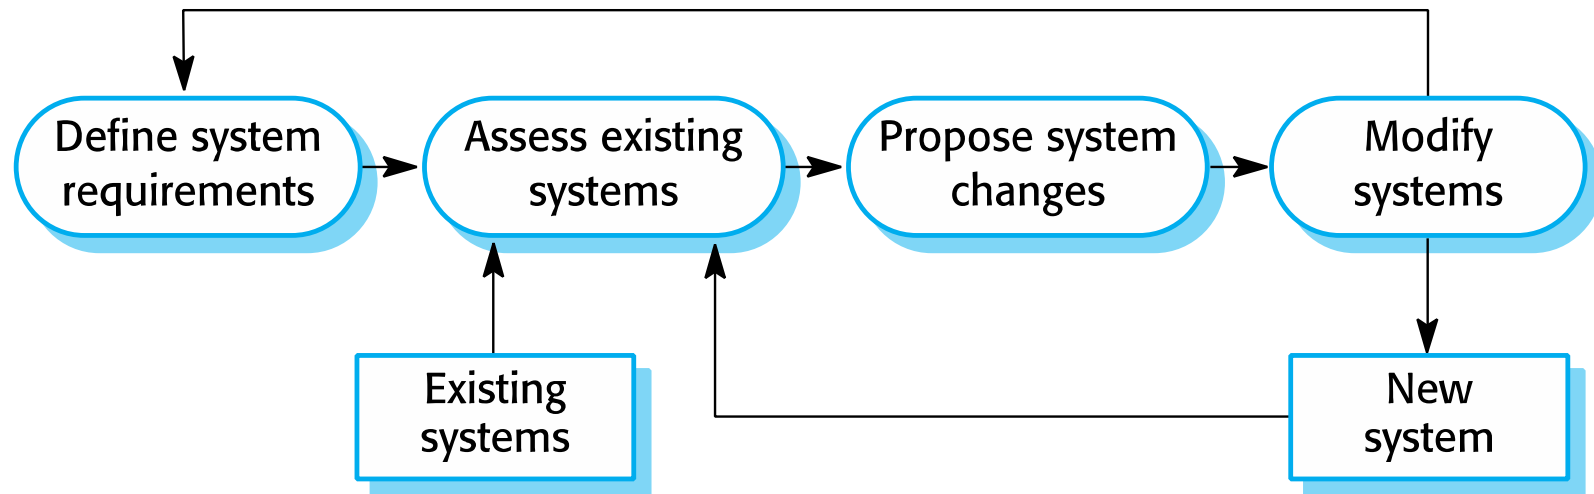 Define system
requirements
Assess existing
systems
Propose system
changes
Modify
systems
Existing
systems
New
system